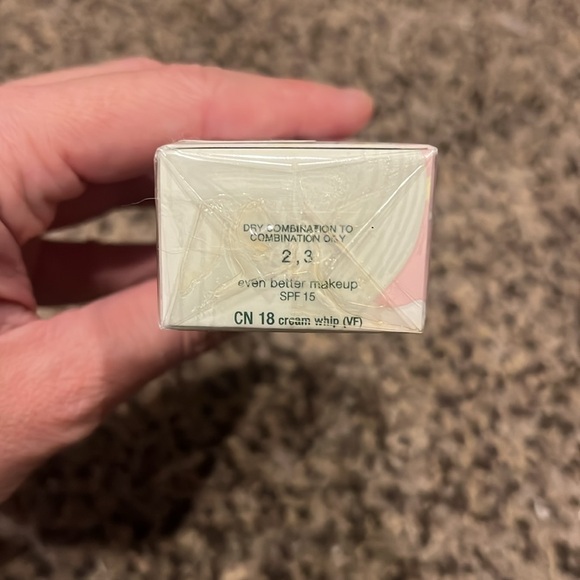 DRY COMBINATION TO
COMBINATION OILY
2,3
even better makeup
SPF 15
CN 18 cream whip (VF)